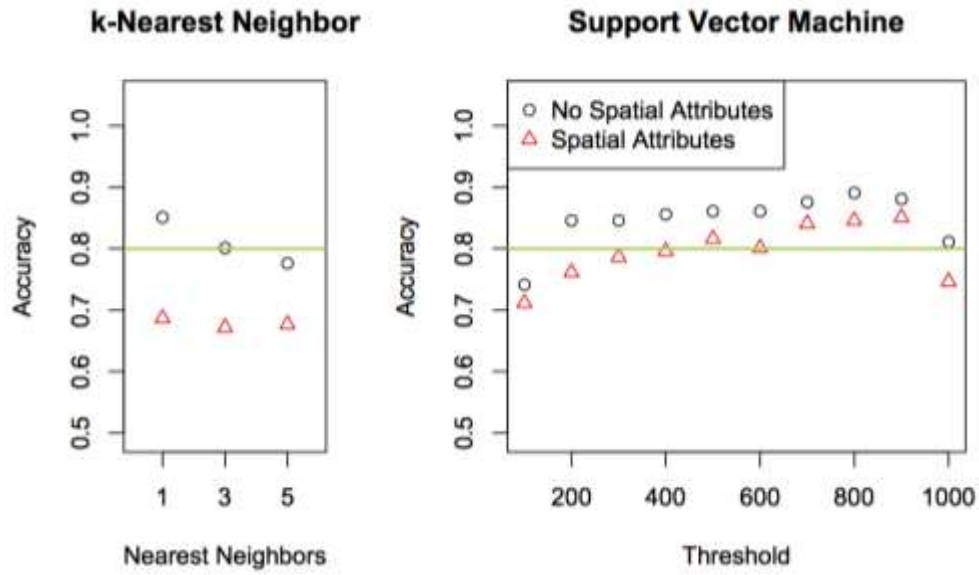 k-Nearest Neighbor
Accuracy
0.5 0.6 0.7 0.8 0.9 1.0
1 3 5
Nearest Neighbors
Support Vector Machine
No Spatial Attributes
Spatial Attributes
Accuracy
0.5 0.6 0.7 0.8 0.9 1.0
200 400 600 800 1000
Threshold